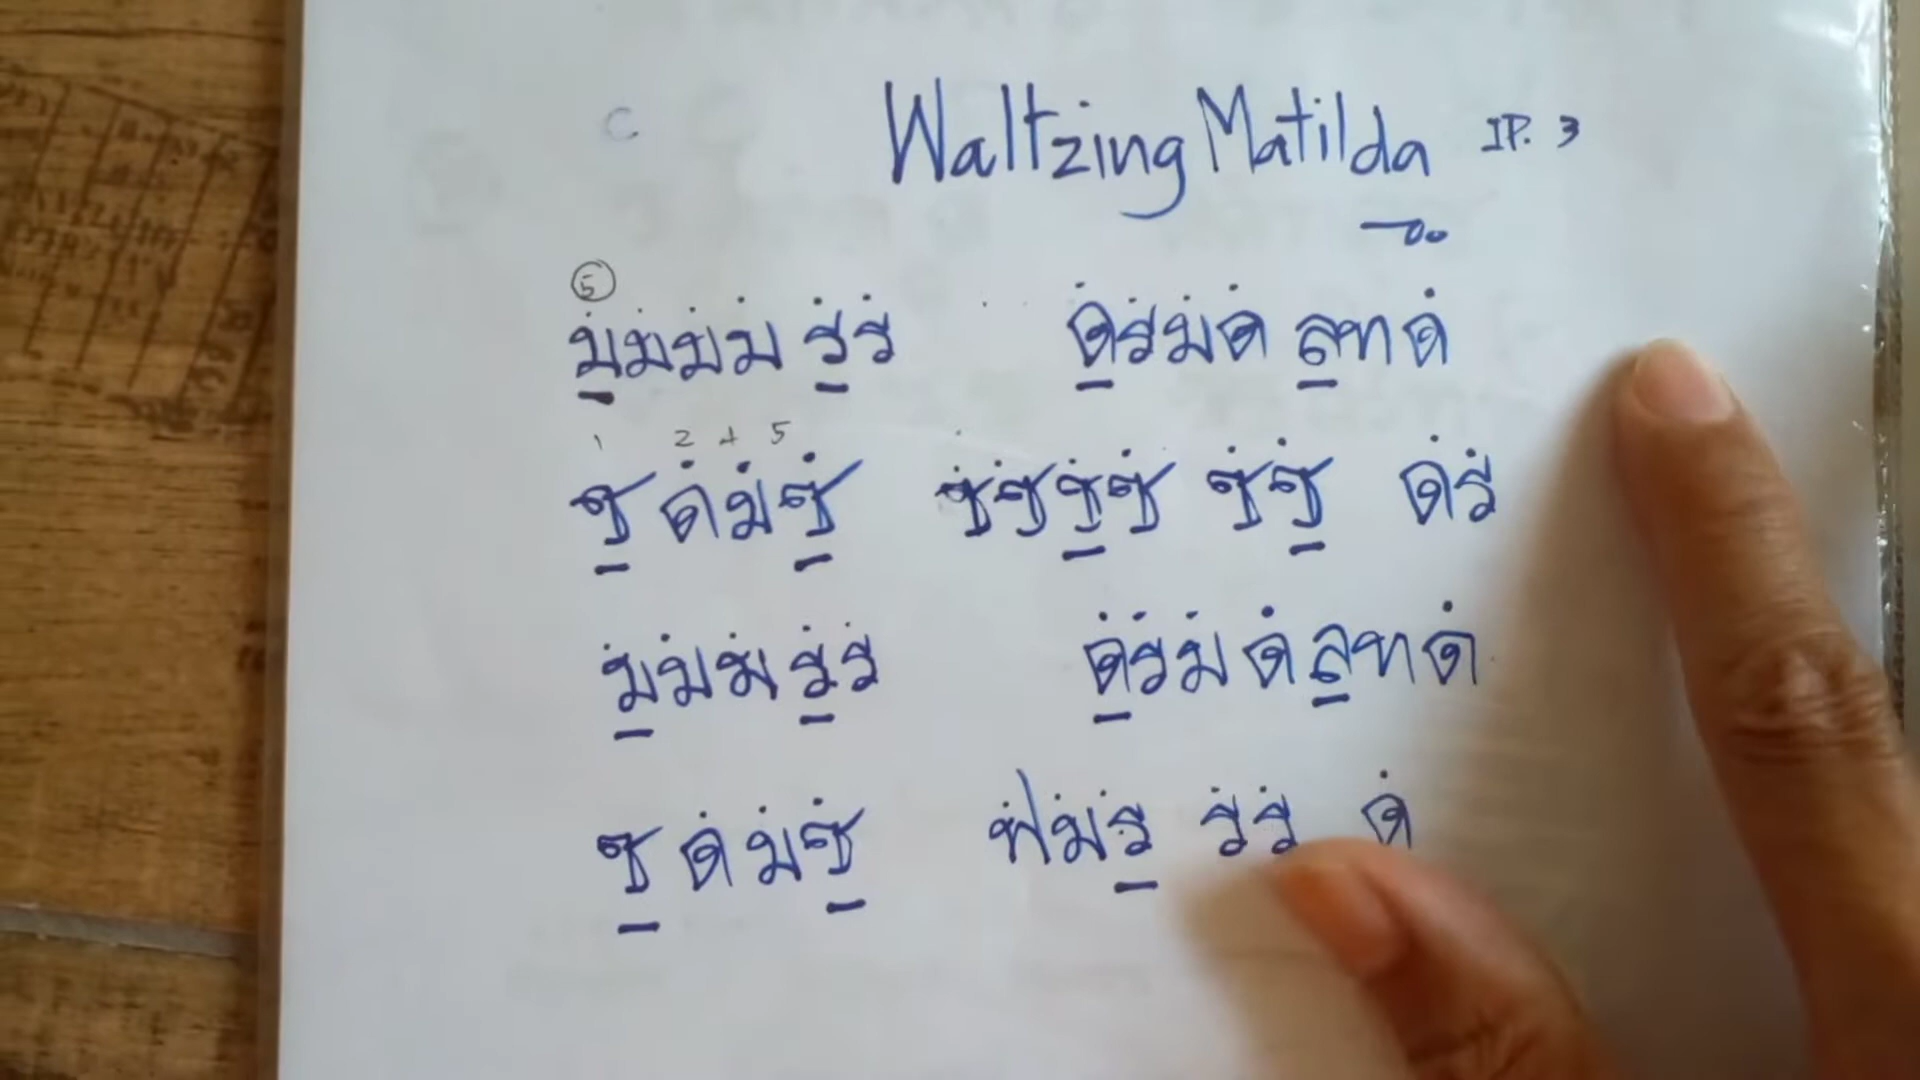 C Waltzing Matilda IP. 3
5
มํมํมํมํ รํรํ ดํรํมํดํ ลทดํ
1 2 4 5
ซ ดํมํซํ ซํซํซํซํ ซํซํ ดํรํ
มํมํมํ รํรํ ดํรํมํ ดํลทดํ
ซ ดํมํซํ ฟํมํรํ รํรํ ดํ